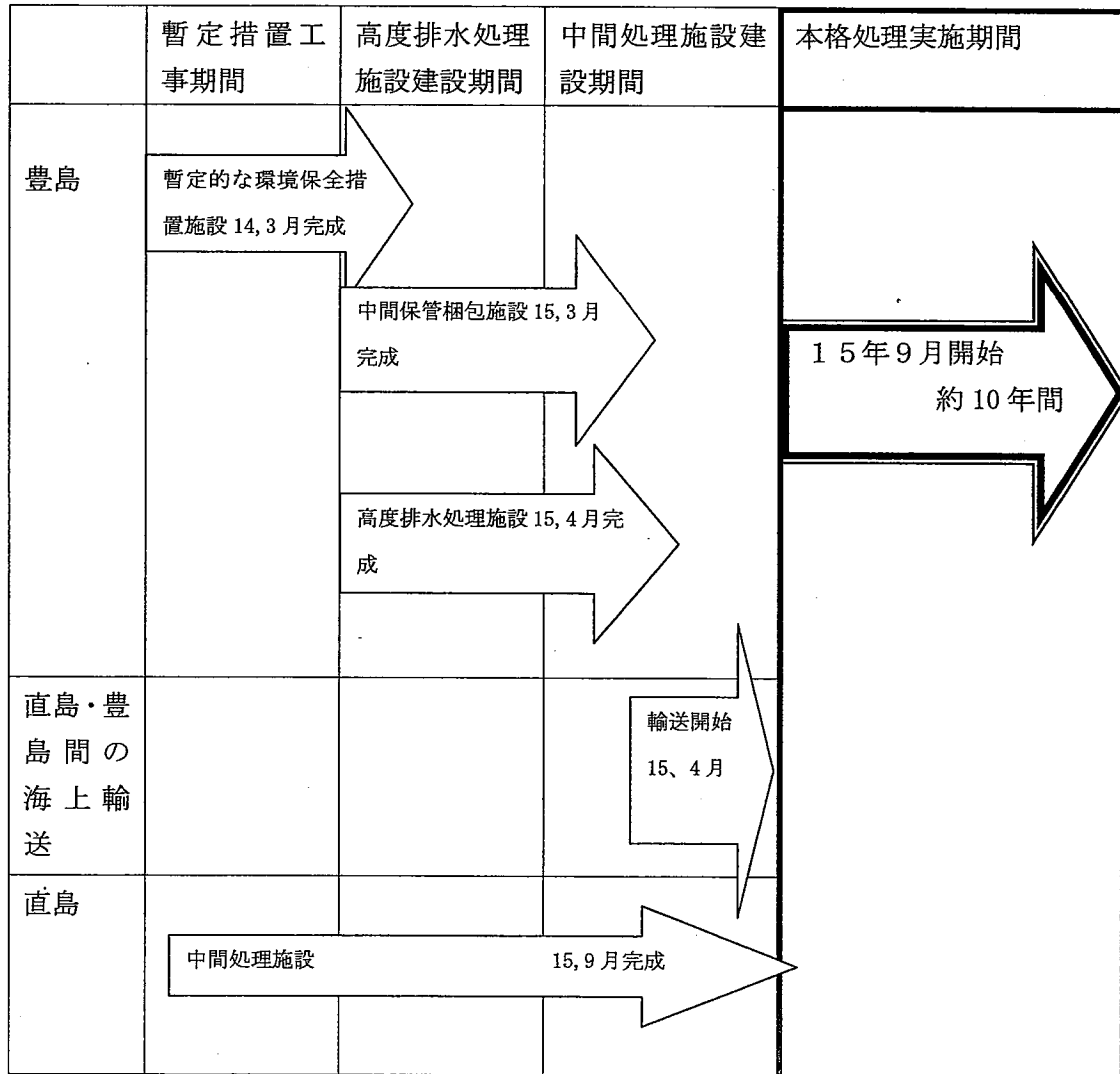 暫定措置工
事期間
高度排水処理
施設建設期間
中間処理施設建
設期間
本格処理実施期間
豊島
暫定的な環境保全措
置施設 14,3 月完成
中間保管梱包施設 15,3 月
完成
高度排水処理施設 15,4 月完
成
15年9月開始
約 10 年間
直島・豊
島間の
海上輸
送
輸送開始
15、4 月
直島
中間処理施設 15,9 月完成